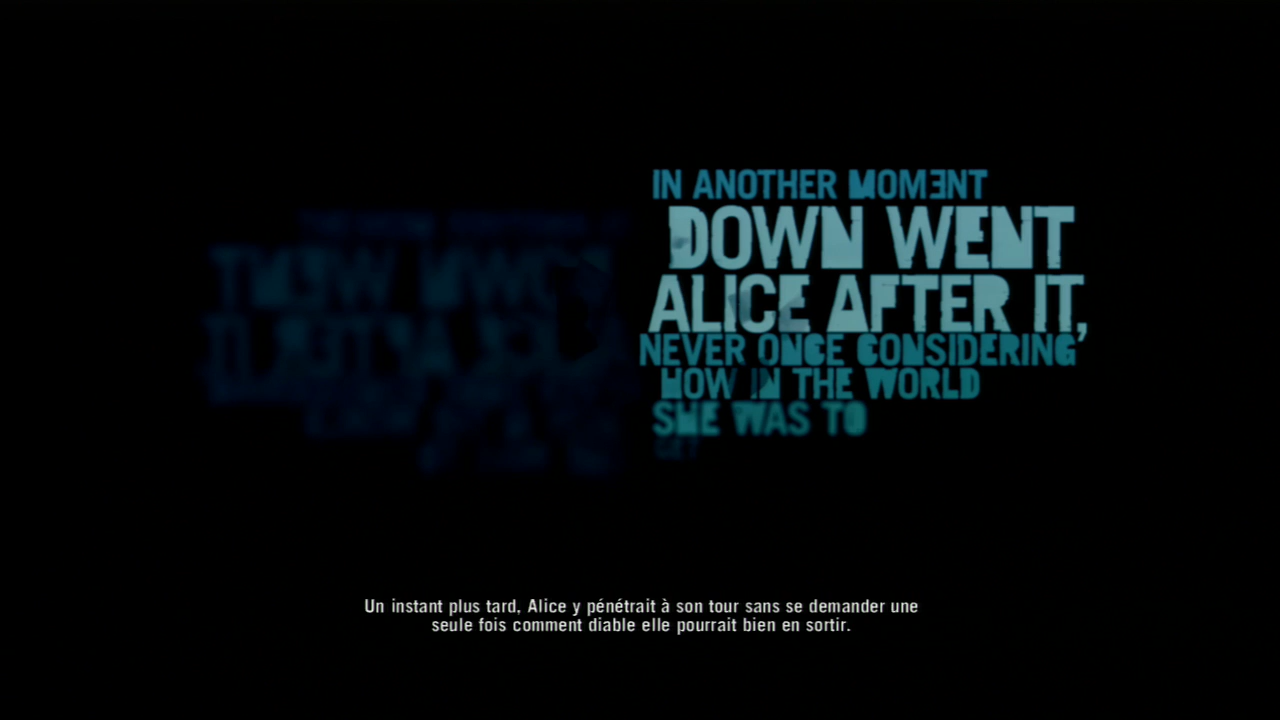 IN ANOTHER MOMENT
DOWN WENT
ALICE AFTER IT,
NEVER ONCE CONSIDERING
HOW IN THE WORLD
SHE WAS TO
GET
Un instant plus tard, Alice y pénétrait à son tour sans se demander une
seule fois comment diable elle pourrait bien en sortir.